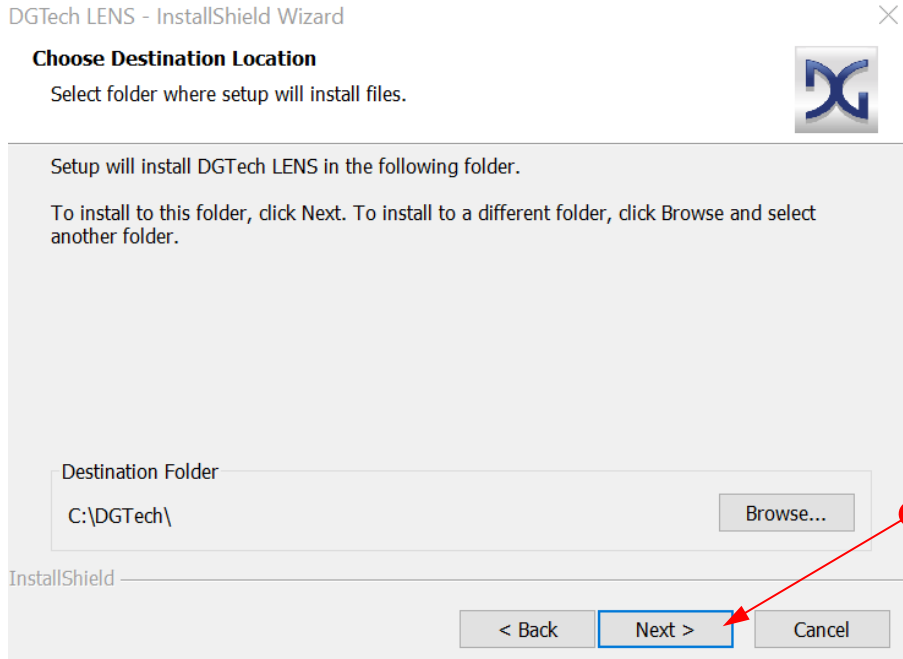 DGTech LENS - InstallShield Wizard
Choose Destination Location
Select folder where setup will install files.
DG
Setup will install DGTech LENS in the following folder.
To install to this folder, click Next. To install to a different folder, click Browse and select
another folder.
Destination Folder
C:\DGTech\
Browse...
InstallShield
< Back
Next >
Cancel